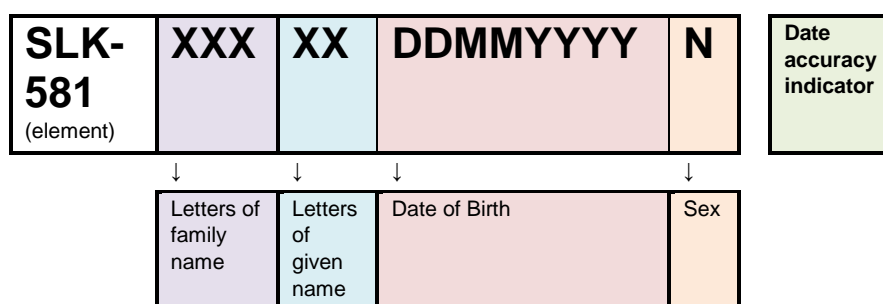 SLK-
581
(element)
XXX
XX
DDMMYYYY
N
Date
accuracy
indicator
↓ ↓ ↓ ↓
Letters of
family
name
Letters
of
given
name
Date of Birth
Sex